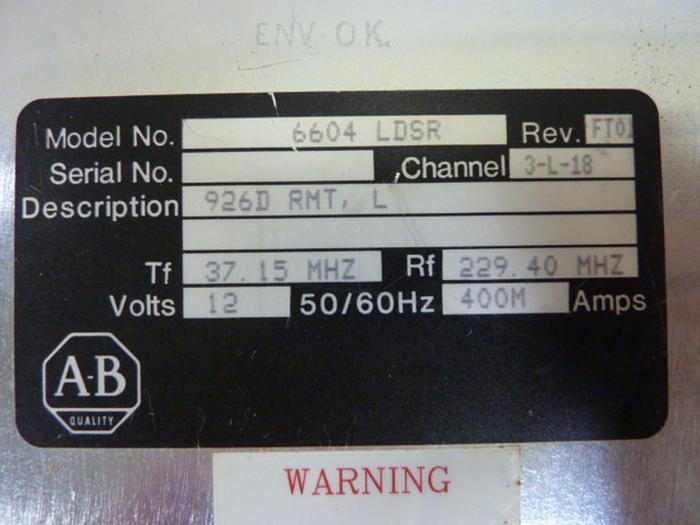 ENV OK.
Model No. 6604 LDSR Rev. FT01
Serial No. Channel 3-L-18
Description 926D RMT, L
Tf 37.15 MHZ Rf 229.40 MHZ
Volts 12 50/60Hz 400M Amps
A-B
QUALITY
WARNING